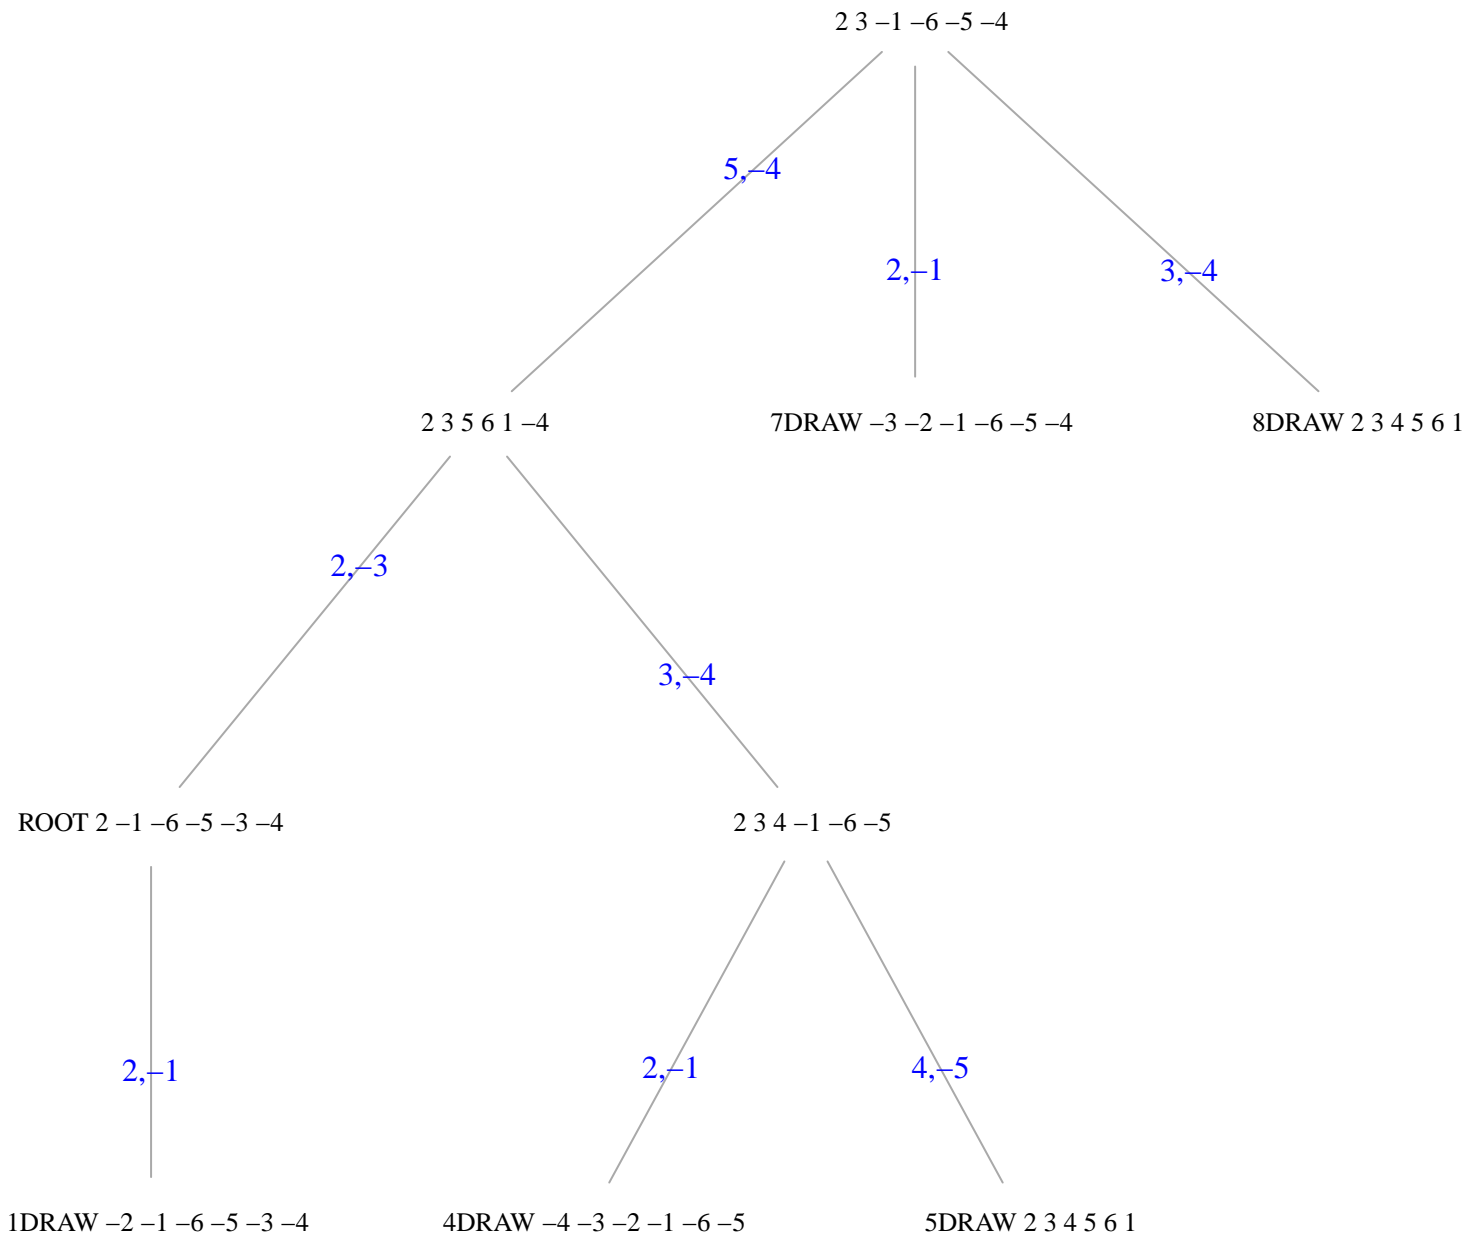 2 3 –1 –6 –5 –4
5,–4
2,–1
3,–4
2 3 5 6 1 –4
7DRAW –3 –2 –1 –6 –5 –4
8DRAW 2 3 4 5 6 1
2,–3
3,–4
ROOT 2 –1 –6 –5 –3 –4
2 3 4 –1 –6 –5
2,–1
2,–1
4,–5
1DRAW –2 –1 –6 –5 –3 –4
4DRAW –4 –3 –2 –1 –6 –5
5DRAW 2 3 4 5 6 1